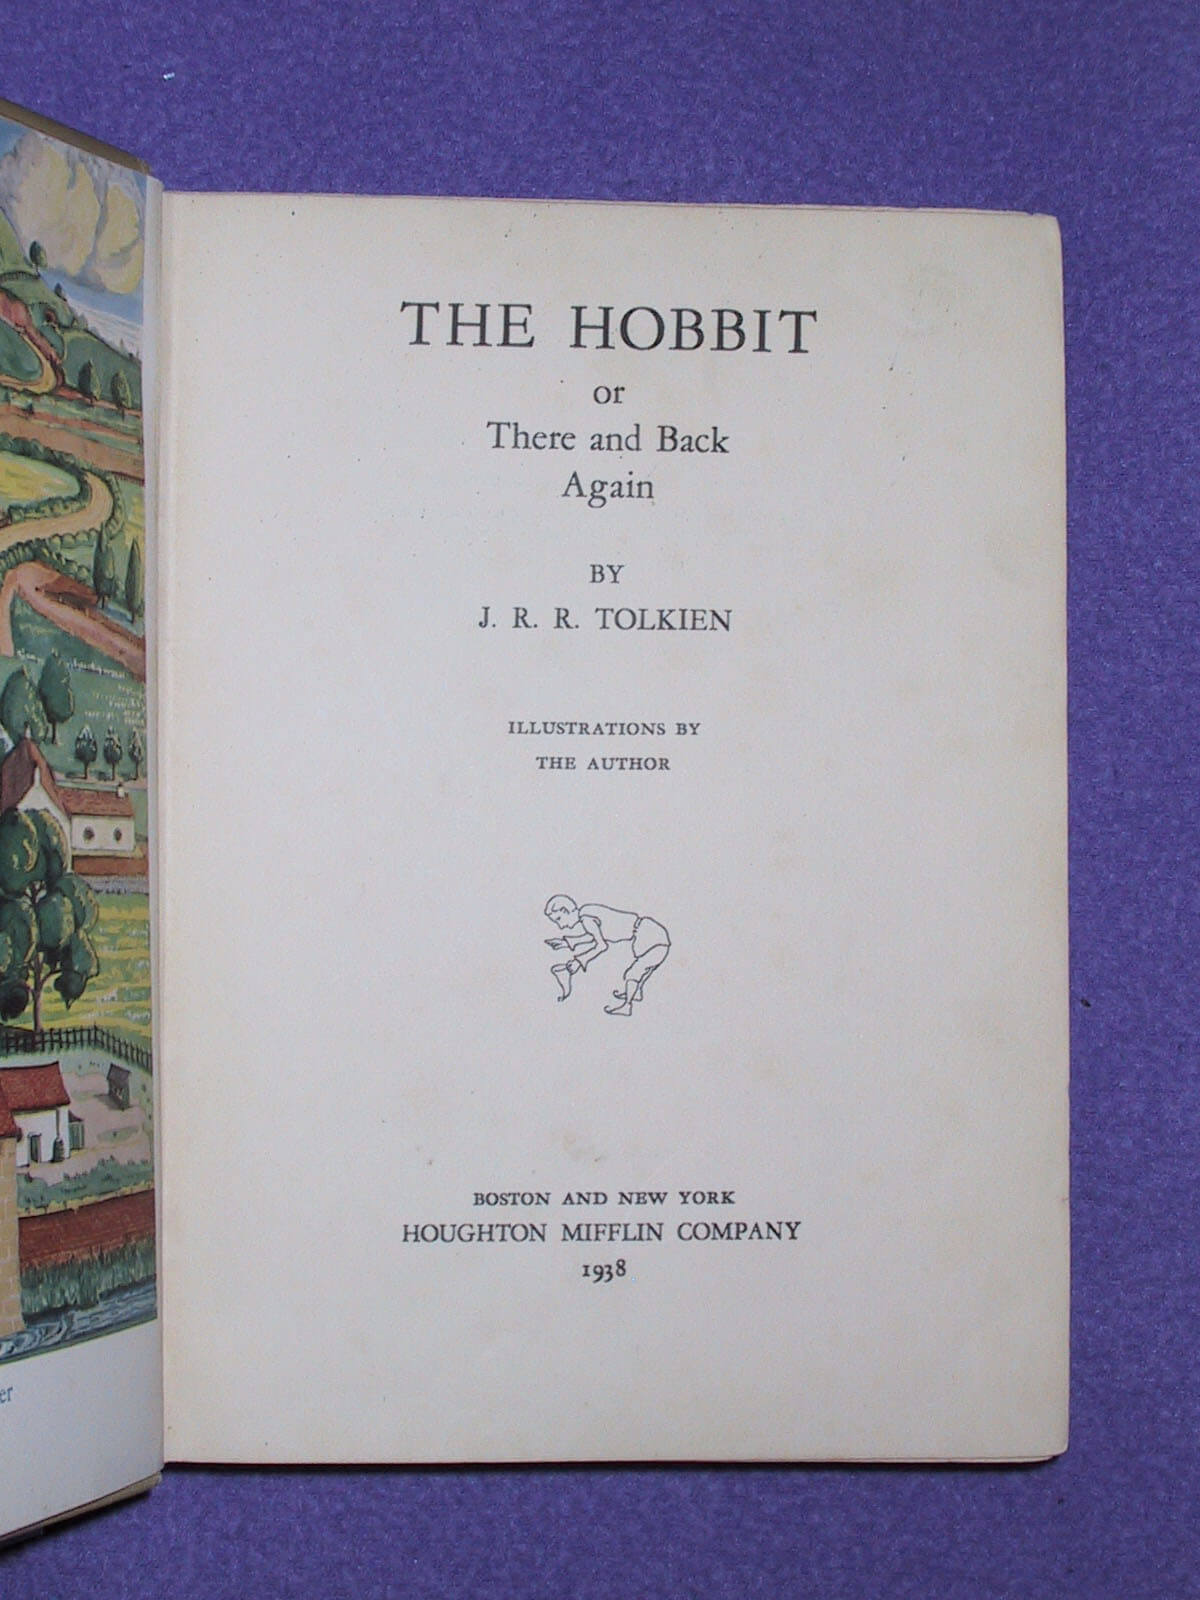 THE HOBBIT
or
There and Back
Again
BY
J. R. R. TOLKIEN
ILLUSTRATIONS BY
THE AUTHOR
BOSTON AND NEW YORK
HOUGHTON MIFFLIN COMPANY
1938
er